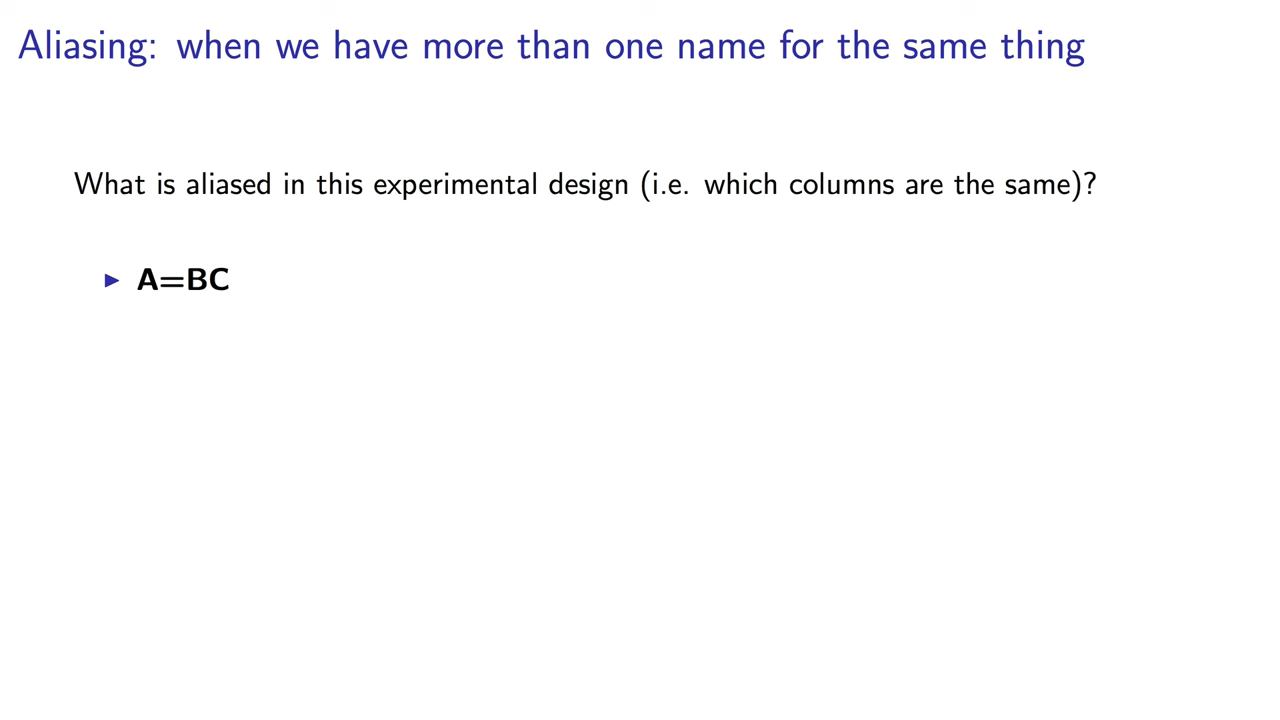 Aliasing: when we have more than one name for the same thing
What is aliased in this experimental design (i.e. which columns are the same)?
▶ A=BC